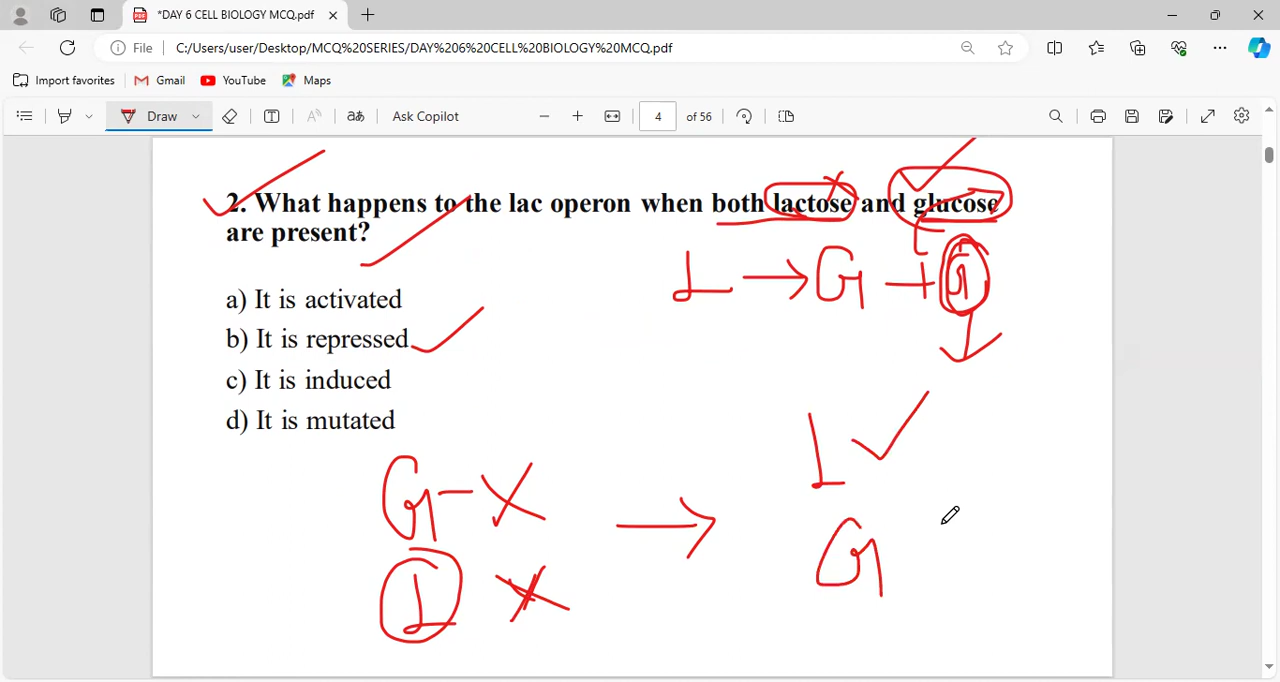 *DAY 6 CELL BIOLOGY MCQ.pdf
File C:/Users/user/Desktop/MCQ%20SERIES/DAY%206%20CELL%20BIOLOGY%20MCQ.pdf
Import favorites Gmail YouTube Maps
Draw aあ Ask Copilot 4 of 56
2. What happens to the lac operon when both lactose and glucose
are present?
L → G + G
a) It is activated
b) It is repressed
c) It is induced
d) It is mutated
L ✓
G – X → G
L X